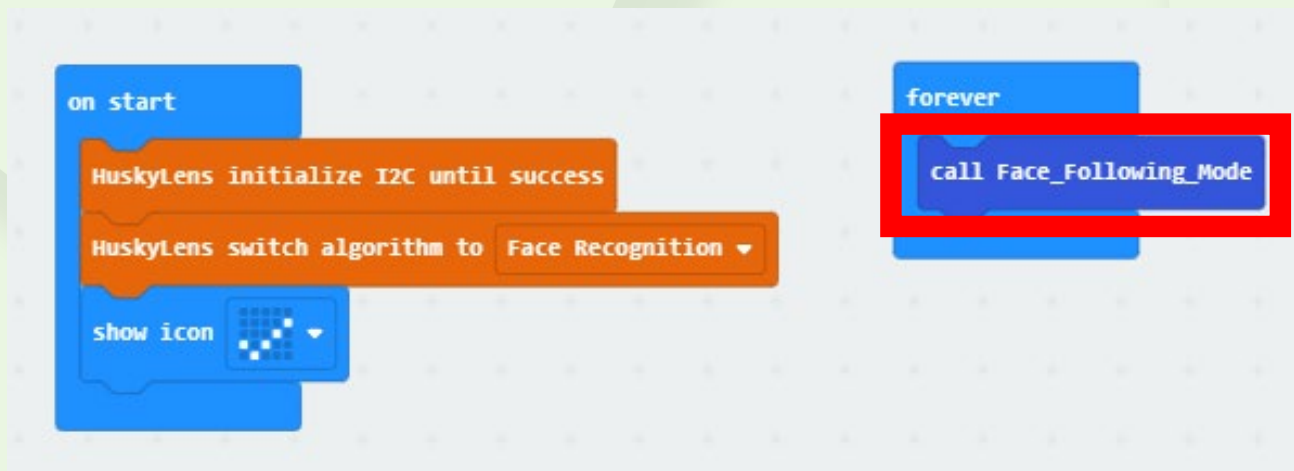 on start
HuskyLens initialize I2C until success
HuskyLens switch algorithm to Face Recognition
show icon
forever
call Face_Following_Mode